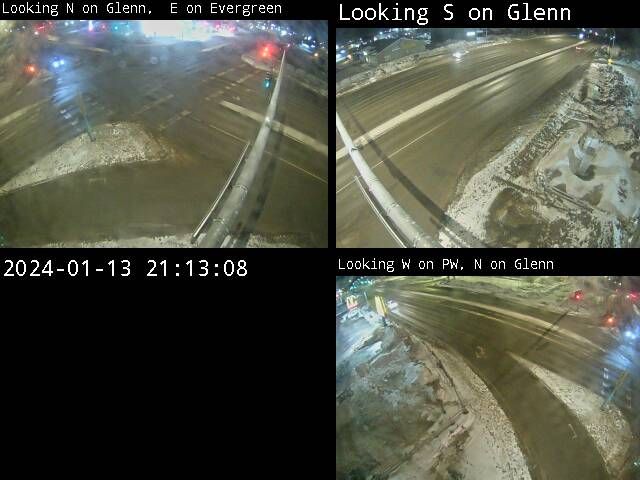 Looking N on Glenn,  E on Evergreen
Looking S on Glenn
2024-01-13 21:13:08
Looking W on PW, N on Glenn